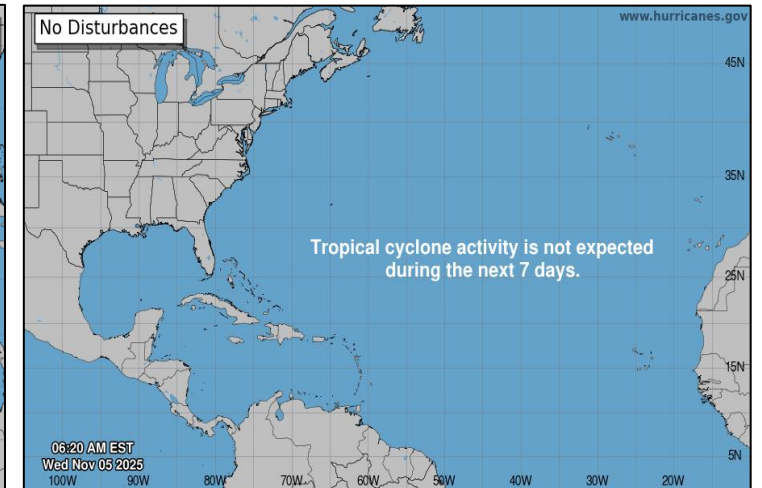 No Disturbances
www.hurricanes.gov
45N
35N
Tropical cyclone activity is not expected
during the next 7 days.
25N
15N
06:20 AM EST
Wed Nov 05 2025
5N
100W 90W 80W 70W 60W 50W 40W 30W 20W